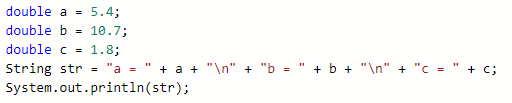 double a = 5.4;
double b = 10.7;
double c = 1.8;
String str = "a = " + a + "\n" + "b = " + b + "\n" + "c = " + c;
System.out.println(str);